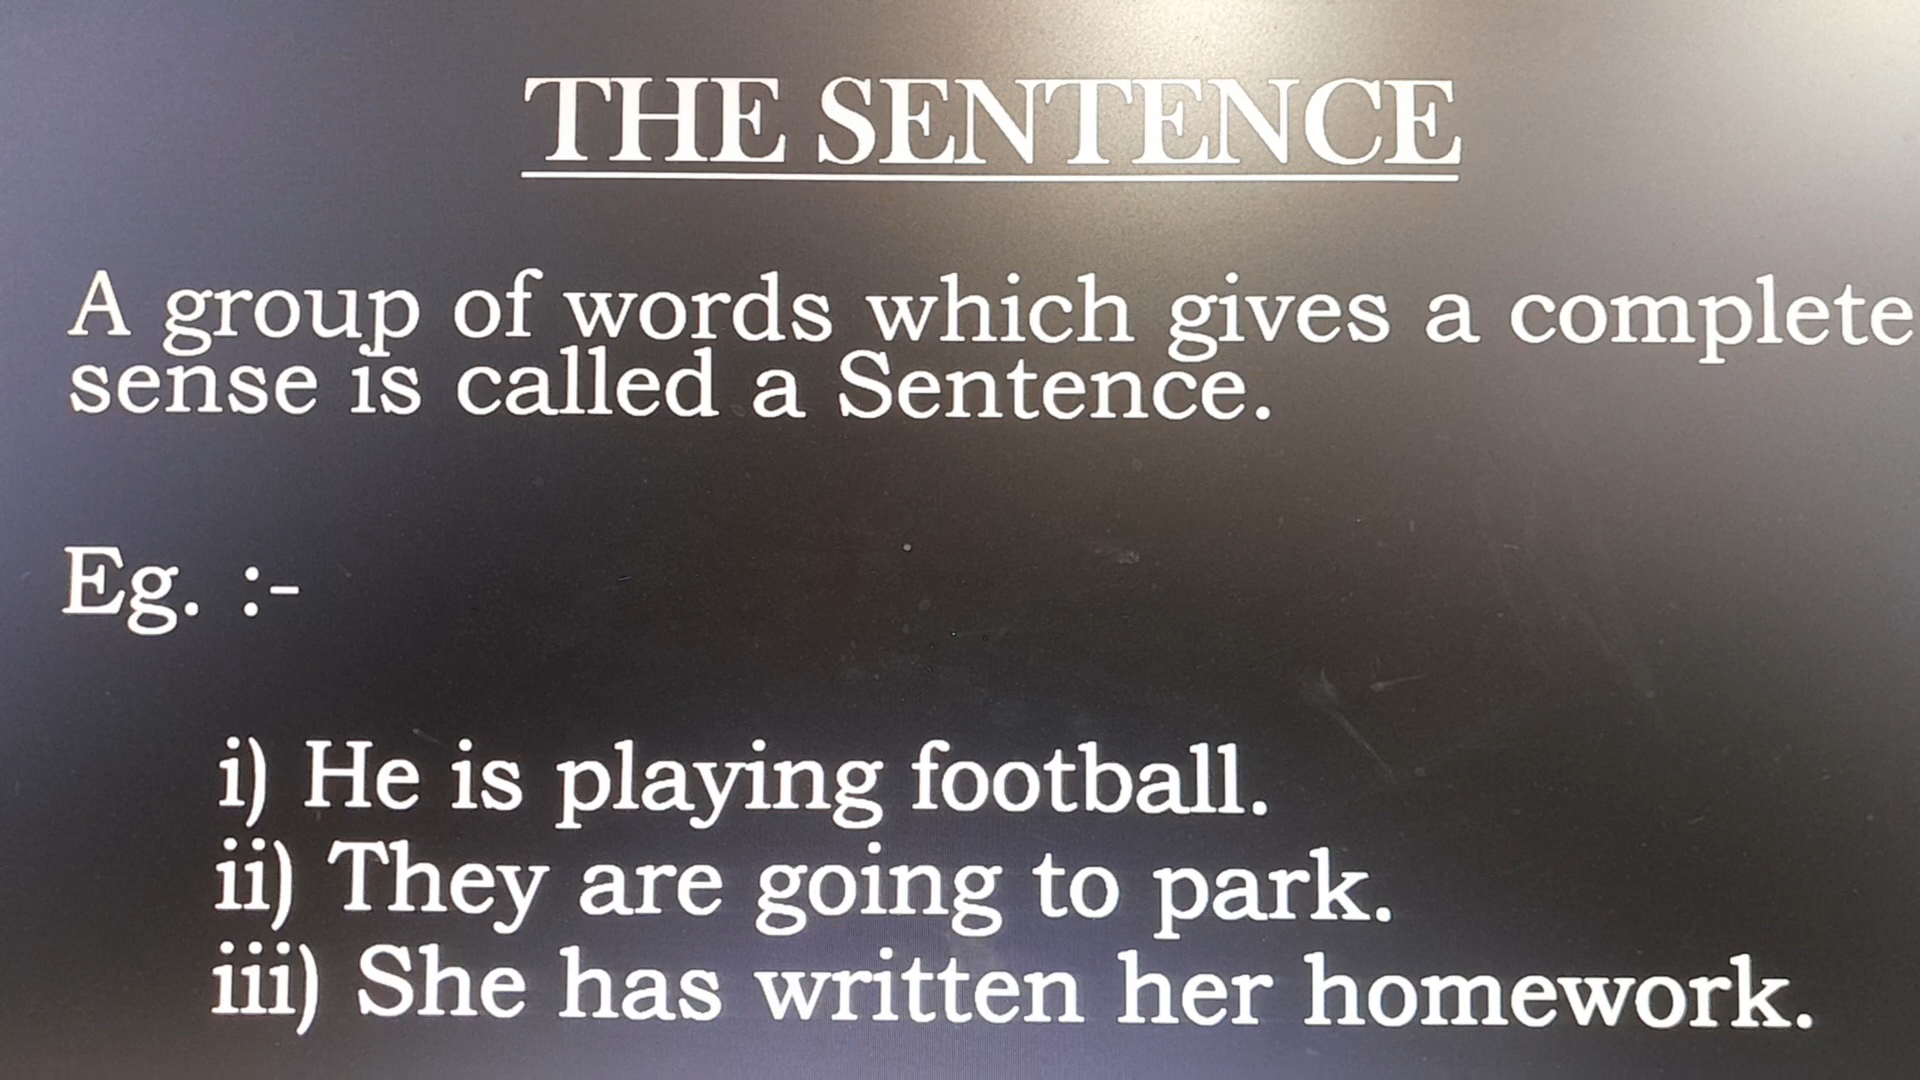 THE SENTENCE
A group of words which gives a complete
sense is called a Sentence.
Eg. :-
i) He is playing football.
ii) They are going to park.
iii) She has written her homework.